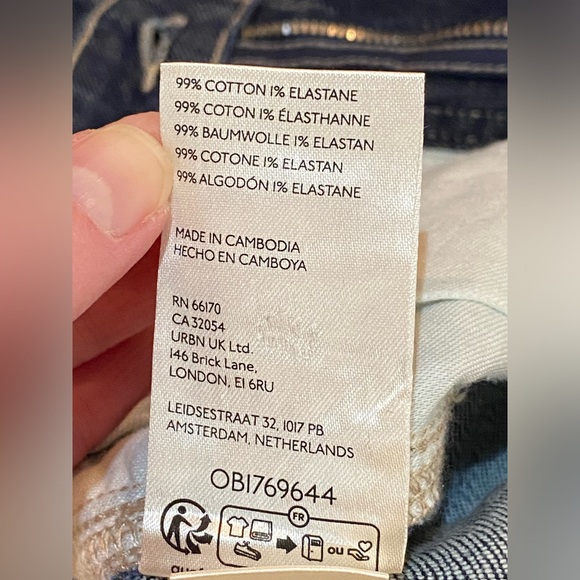 99% COTTON 1% ELASTANE
99% COTON 1% ÉLASTHANNE
99% BAUMWOLLE 1% ELASTAN
99% COTONE 1% ELASTAN
99% ALGODÓN 1% ELASTANE
MADE IN CAMBODIA
HECHO EN CAMBOYA
RN 66170
CA 32054
URBN UK Ltd.
146 Brick Lane,
LONDON, E1 6RU
LEIDSESTRAAT 32, 1017 PB
AMSTERDAM, NETHERLANDS
OB1769644
FR
OU